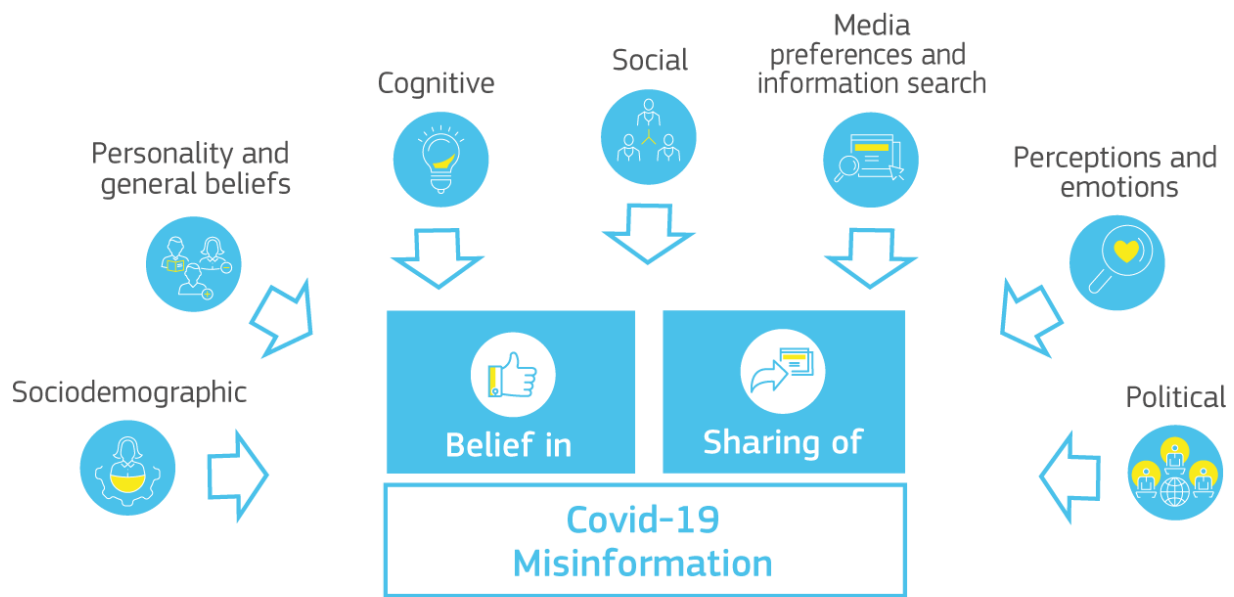 Sociodemographic
Personality and
general beliefs
Cognitive
Social
Media
preferences and
information search
Perceptions and
emotions
Political
Belief in
Sharing of
Covid-19
Misinformation